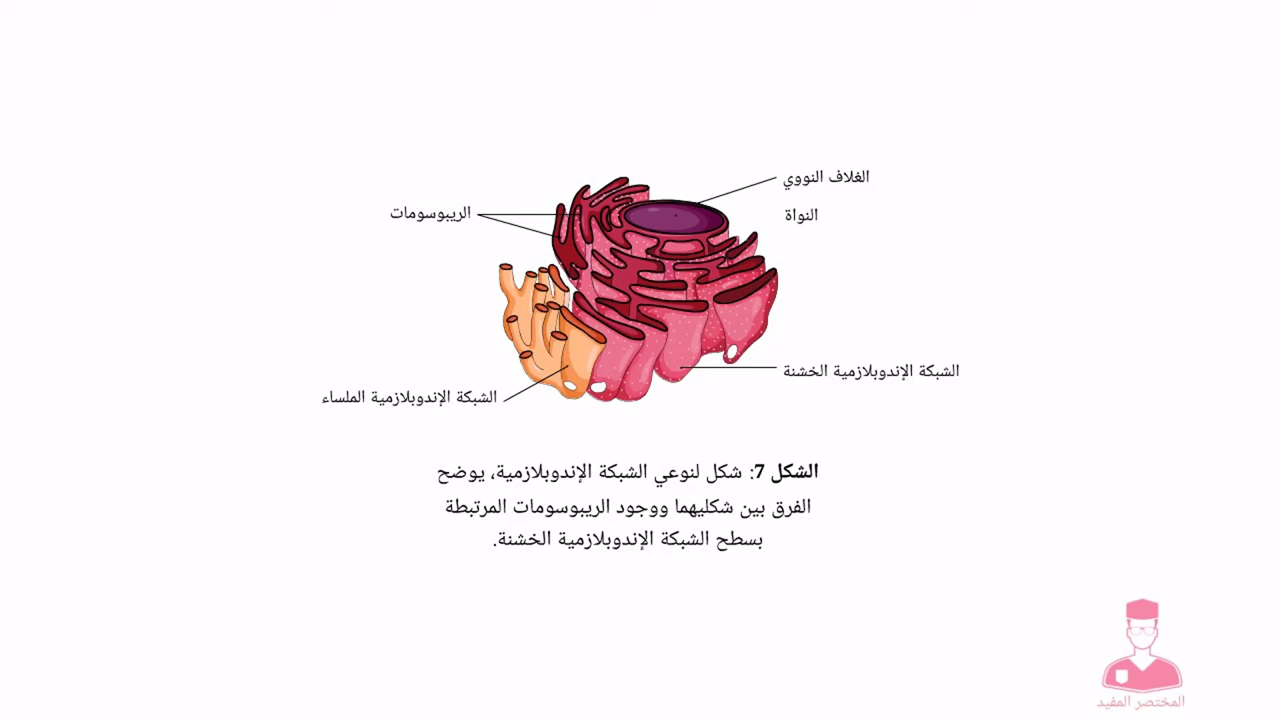 الغلاف النووي
النواة
الريبوسومات
الشبكة الإندوبلازمية الخشنة
الشبكة الإندوبلازمية الملساء
الشكل 7: شكل لنوعي الشبكة الإندوبلازمية، يوضح
الفرق بين شكليهما ووجود الريبوسومات المرتبطة
بسطح الشبكة الإندوبلازمية الخشنة.
المختصر المفيد